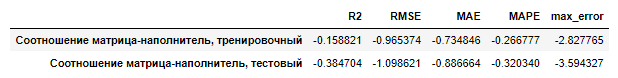 R2 RMSE MAE MAPE max_error
Соотношение матрица-наполнитель, тренировочный -0.158821 -0.965374 -0.734846 -0.266777 -2.827765
Соотношение матрица-наполнитель, тестовый -0.384704 -1.098621 -0.886664 -0.320340 -3.594327